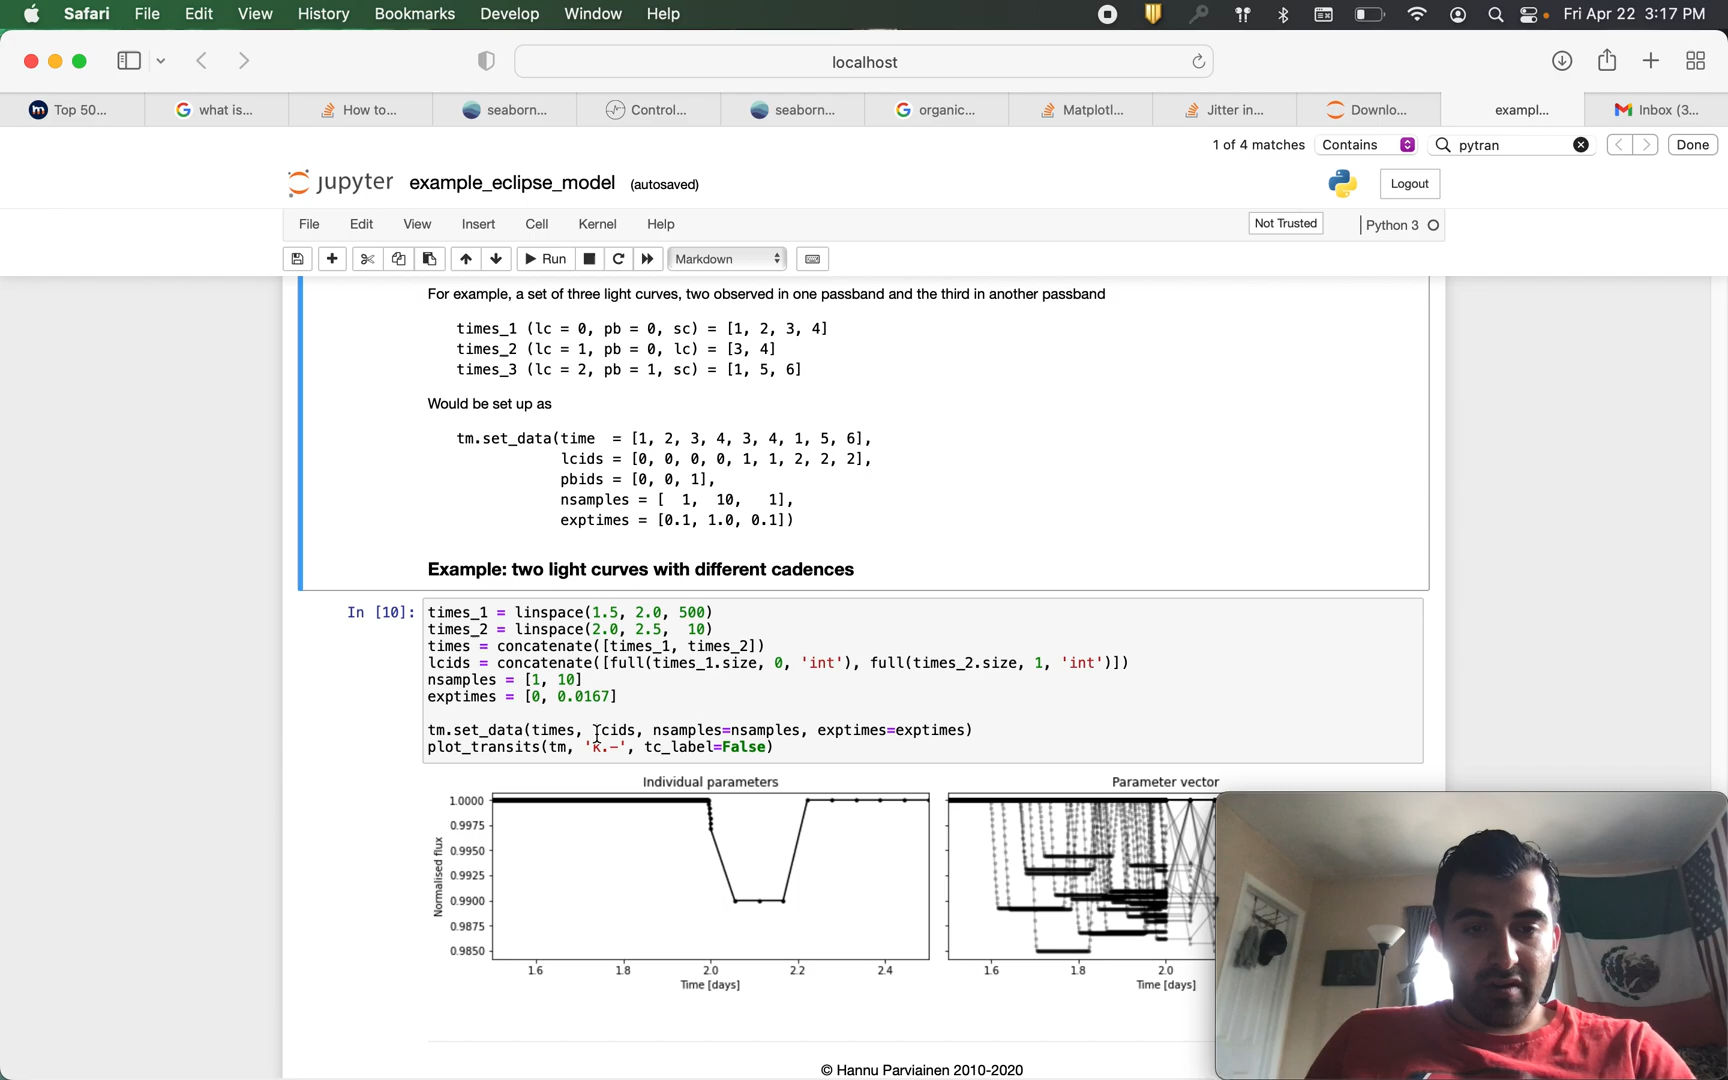 Safari File Edit View History Bookmarks Develop Window Help Fri Apr 22 3:17 PM
localhost
Top 50... what is... How to... seaborn... Control... seaborn... organic... Matplotl... Jitter in... Downlo... exampl... Inbox (3...
1 of 4 matches Contains pytran Done
jupyter example_eclipse_model (autosaved) Logout
File Edit View Insert Cell Kernel Help Not Trusted Python 3
Run Markdown
For example, a set of three light curves, two observed in one passband and the third in another passband
times_1 (lc = 0, pb = 0, sc) = [1, 2, 3, 4]
times_2 (lc = 1, pb = 0, lc) = [3, 4]
times_3 (lc = 2, pb = 1, sc) = [1, 5, 6]
Would be set up as
tm.set_data(time = [1, 2, 3, 4, 3, 4, 1, 5, 6],
lcids = [0, 0, 0, 0, 1, 1, 2, 2, 2],
pbids = [0, 0, 1],
nsamples = [ 1, 10, 1],
exptimes = [0.1, 1.0, 0.1])
Example: two light curves with different cadences
In [10]: times_1 = linspace(1.5, 2.0, 500)
times_2 = linspace(2.0, 2.5, 10)
times = concatenate([times_1, times_2])
lcids = concatenate([full(times_1.size, 0, 'int'), full(times_2.size, 1, 'int')])
nsamples = [1, 10]
exptimes = [0, 0.0167]
tm.set_data(times, lcids, nsamples=nsamples, exptimes=exptimes)
plot_transits(tm, 'k.-', tc_label=False)
Individual parameters Parameter vector
1.0000
0.9975
0.9950
0.9925
0.9900
0.9875
0.9850
Normalised flux
1.6 1.8 2.0 2.2 2.4 1.6 1.8 2.0
Time [days] Time [days]
© Hannu Parviainen 2010-2020